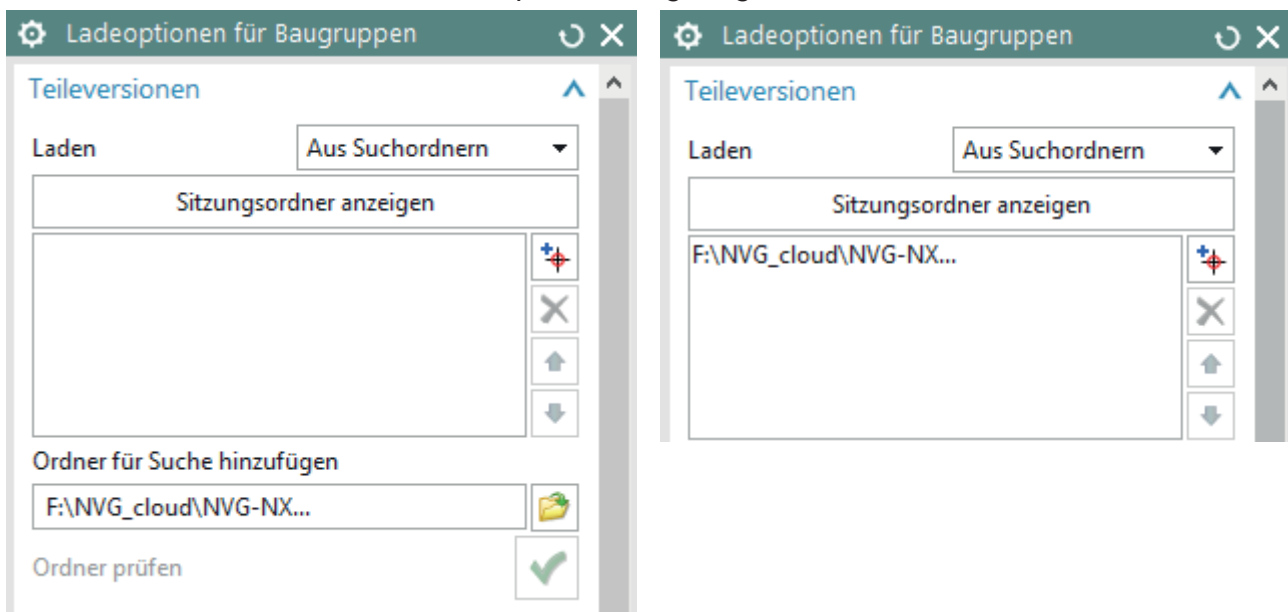 Ladeoptionen für Baugruppen
Teileversionen
Laden Aus Suchordnern
Sitzungsordner anzeigen
Ordner für Suche hinzufügen
F:\NVG_cloud\NVG-NX...
Ordner prüfen
Ladeoptionen für Baugruppen
Teileversionen
Laden Aus Suchordnern
Sitzungsordner anzeigen
F:\NVG_cloud\NVG-NX...